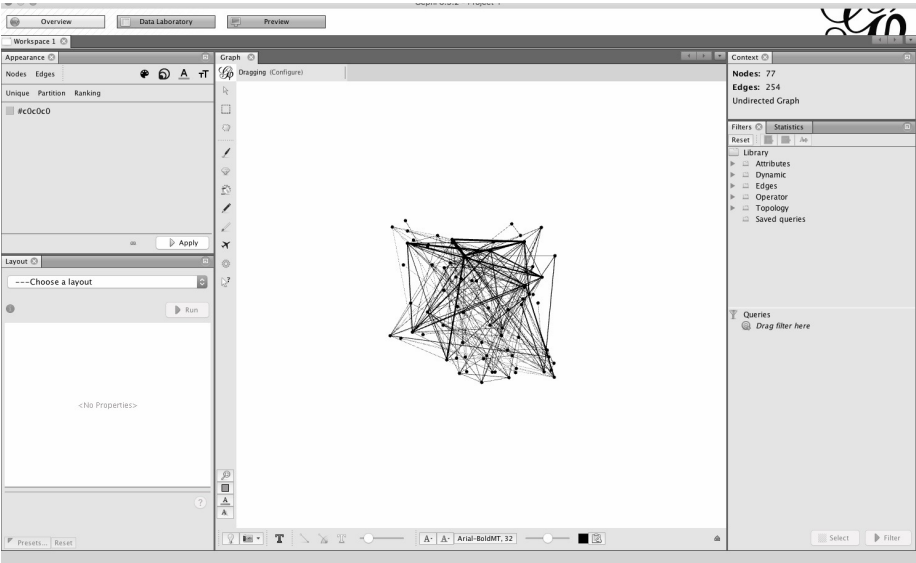 Overview
Data Laboratory
Preview
Workspace 1
Appearance
Nodes Edges
Unique Partition Ranking
#c0c0c0
Apply
Layout
---Choose a layout
Run
<No Properties>
?
Presets... Reset
Graph
Dragging (Configure)
T
A- A- Arial-BoldMT, 32
Context
Nodes: 77
Edges: 254
Undirected Graph
Filters Statistics
Reset
Library
Attributes
Dynamic
Edges
Operator
Topology
Saved queries
Queries
Drag filter here
Select Filter